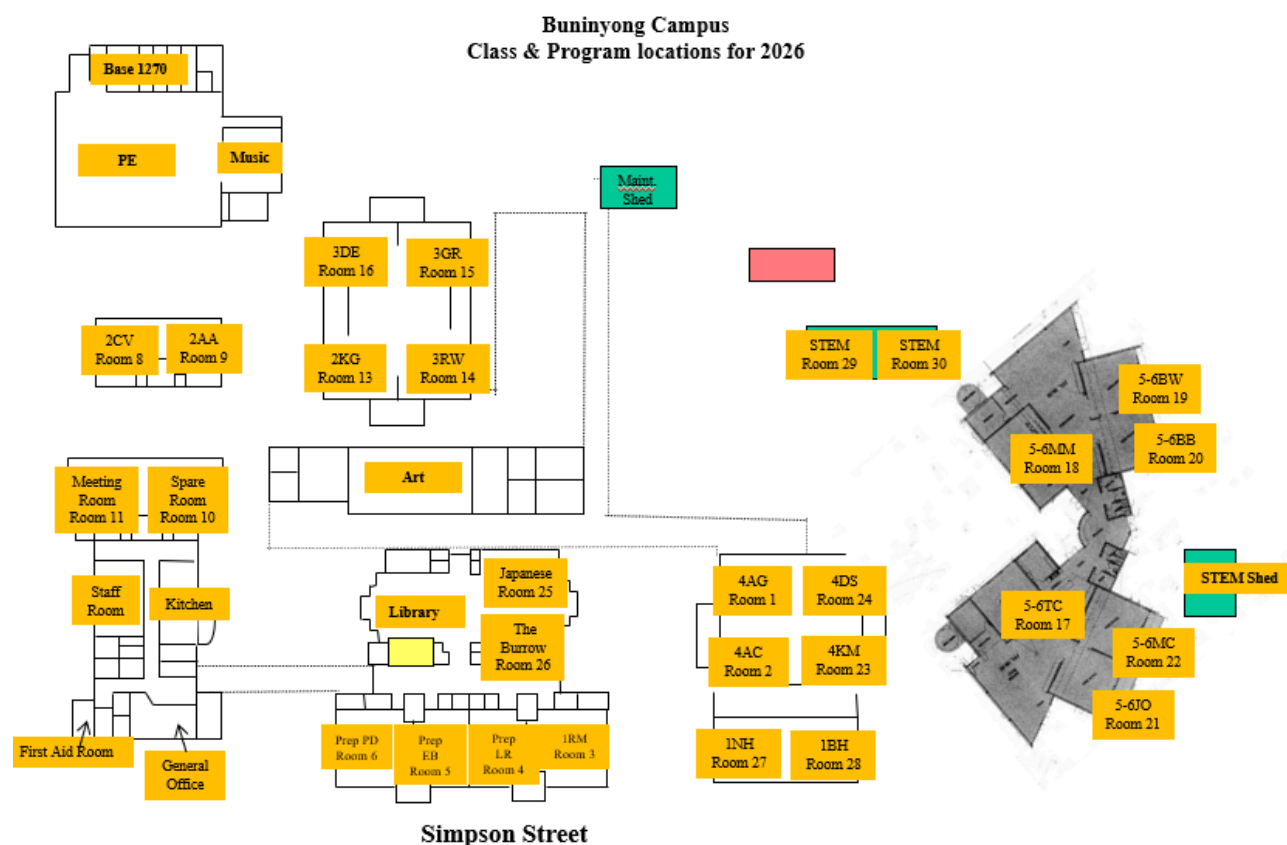 Buninyong Campus
Class & Program locations for 2026
Base 1270
PE
Music
Maint.
Shed
3DE
Room 16
3GR
Room 15
2KG
Room 13
3RW
Room 14
2CV
Room 8
2AA
Room 9
STEM
Room 29
STEM
Room 30
5-6BW
Room 19
5-6BB
Room 20
5-6MM
Room 18
Meeting
Room
Room 11
Spare
Room
Room 10
Art
Staff
Room
Kitchen
Library
Japanese
Room 25
The
Burrow
Room 26
4AG
Room 1
4DS
Room 24
4AC
Room 2
4KM
Room 23
5-6TC
Room 17
STEM Shed
5-6MC
Room 22
5-6JO
Room 21
First Aid Room
General
Office
Prep PD
Room 6
Prep
EB
Room 5
Prep
LR
Room 4
1RM
Room 3
1NH
Room 27
1BH
Room 28
Simpson Street